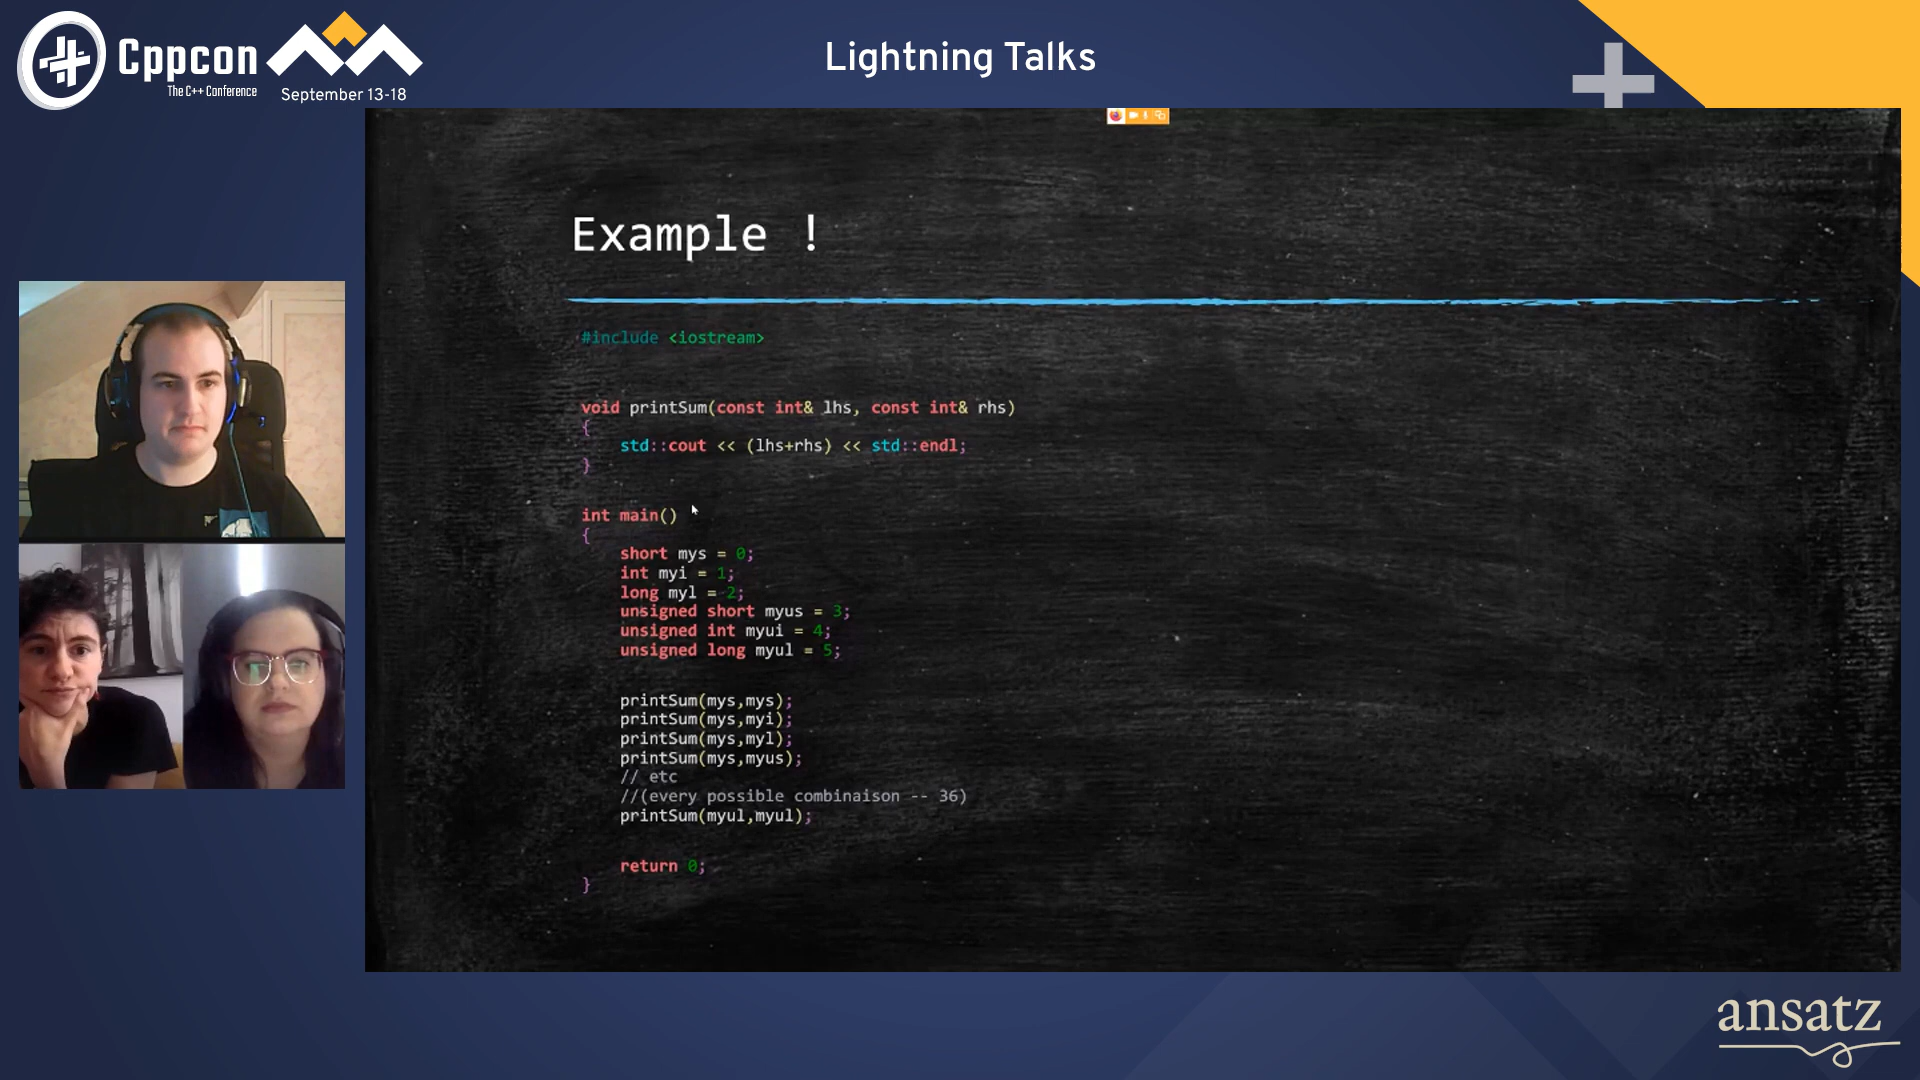 Cppcon
The C++ Conference
September 13-18
Lightning Talks
Example !
#include <iostream>
void printSum(const int& lhs, const int& rhs)
{
std::cout << (lhs+rhs) << std::endl;
}
int main()
{
short mys = 0;
int myi = 1;
long myl = 2;
unsigned short myus = 3;
unsigned int myui = 4;
unsigned long myul = 5;
printSum(mys,mys);
printSum(mys,myi);
printSum(mys,myl);
printSum(mys,myus);
// etc
//(every possible combinaison -- 36)
printSum(myul,myul);
return 0;
}
ansatz